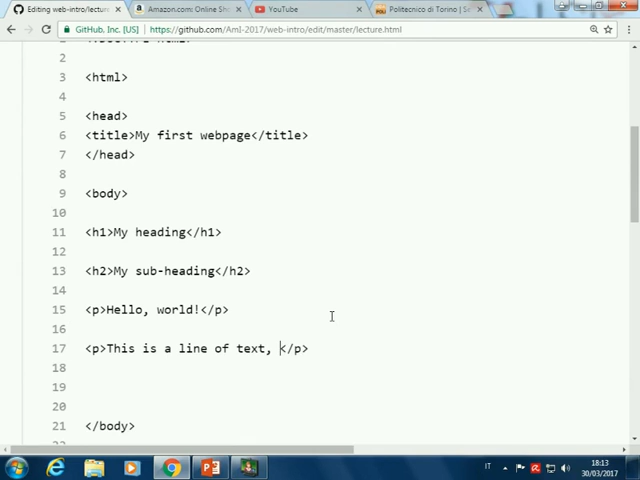 Editing web-intro/lecture
Amazon.com: Online Sho
YouTube
Politecnico di Torino | Se
GitHub, Inc. [US]
https://github.com/AmI-2017/web-intro/edit/master/lecture.html
2
3 <html>
4
5 <head>
6 <title>My first webpage</title>
7 </head>
8
9 <body>
10
11 <h1>My heading</h1>
12
13 <h2>My sub-heading</h2>
14
15 <p>Hello, world!</p>
16
17 <p>This is a line of text, </p>
18
19
20
21 </body>
IT
18:13
30/03/2017